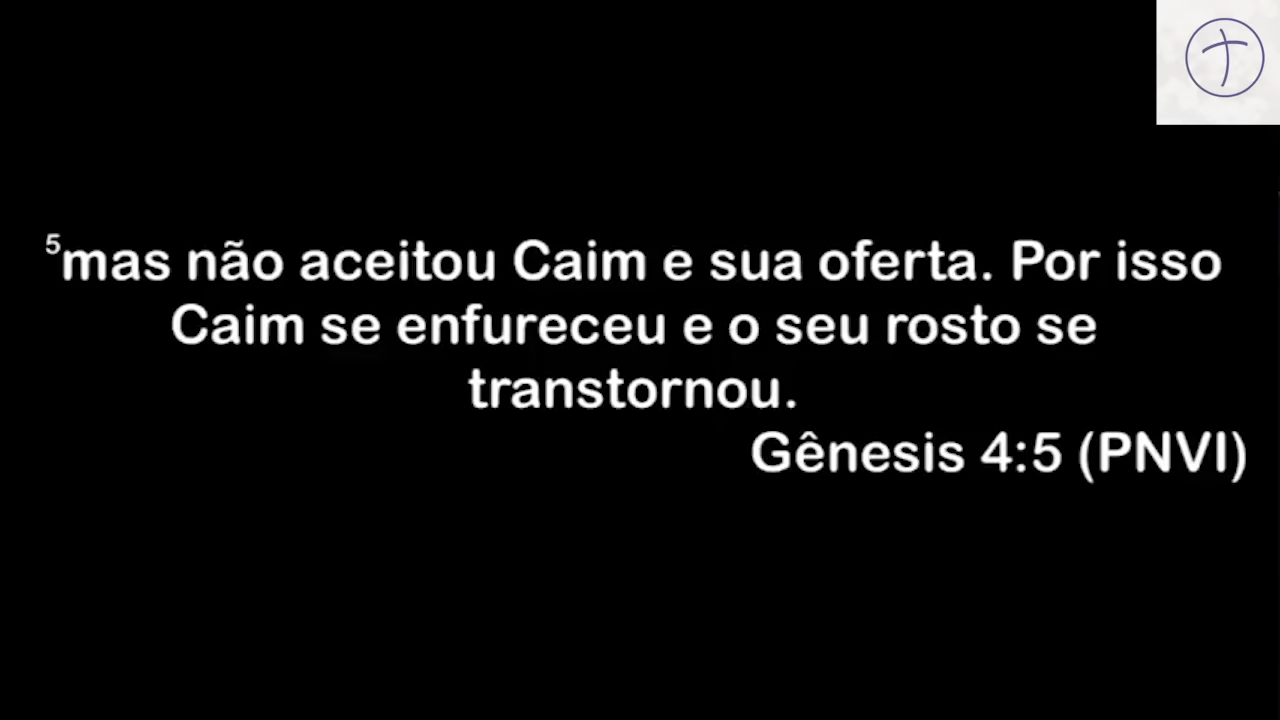 ⁵mas não aceitou Caim e sua oferta. Por isso
Caim se enfureceu e o seu rosto se
transtornou.
Gênesis 4:5 (PNVI)